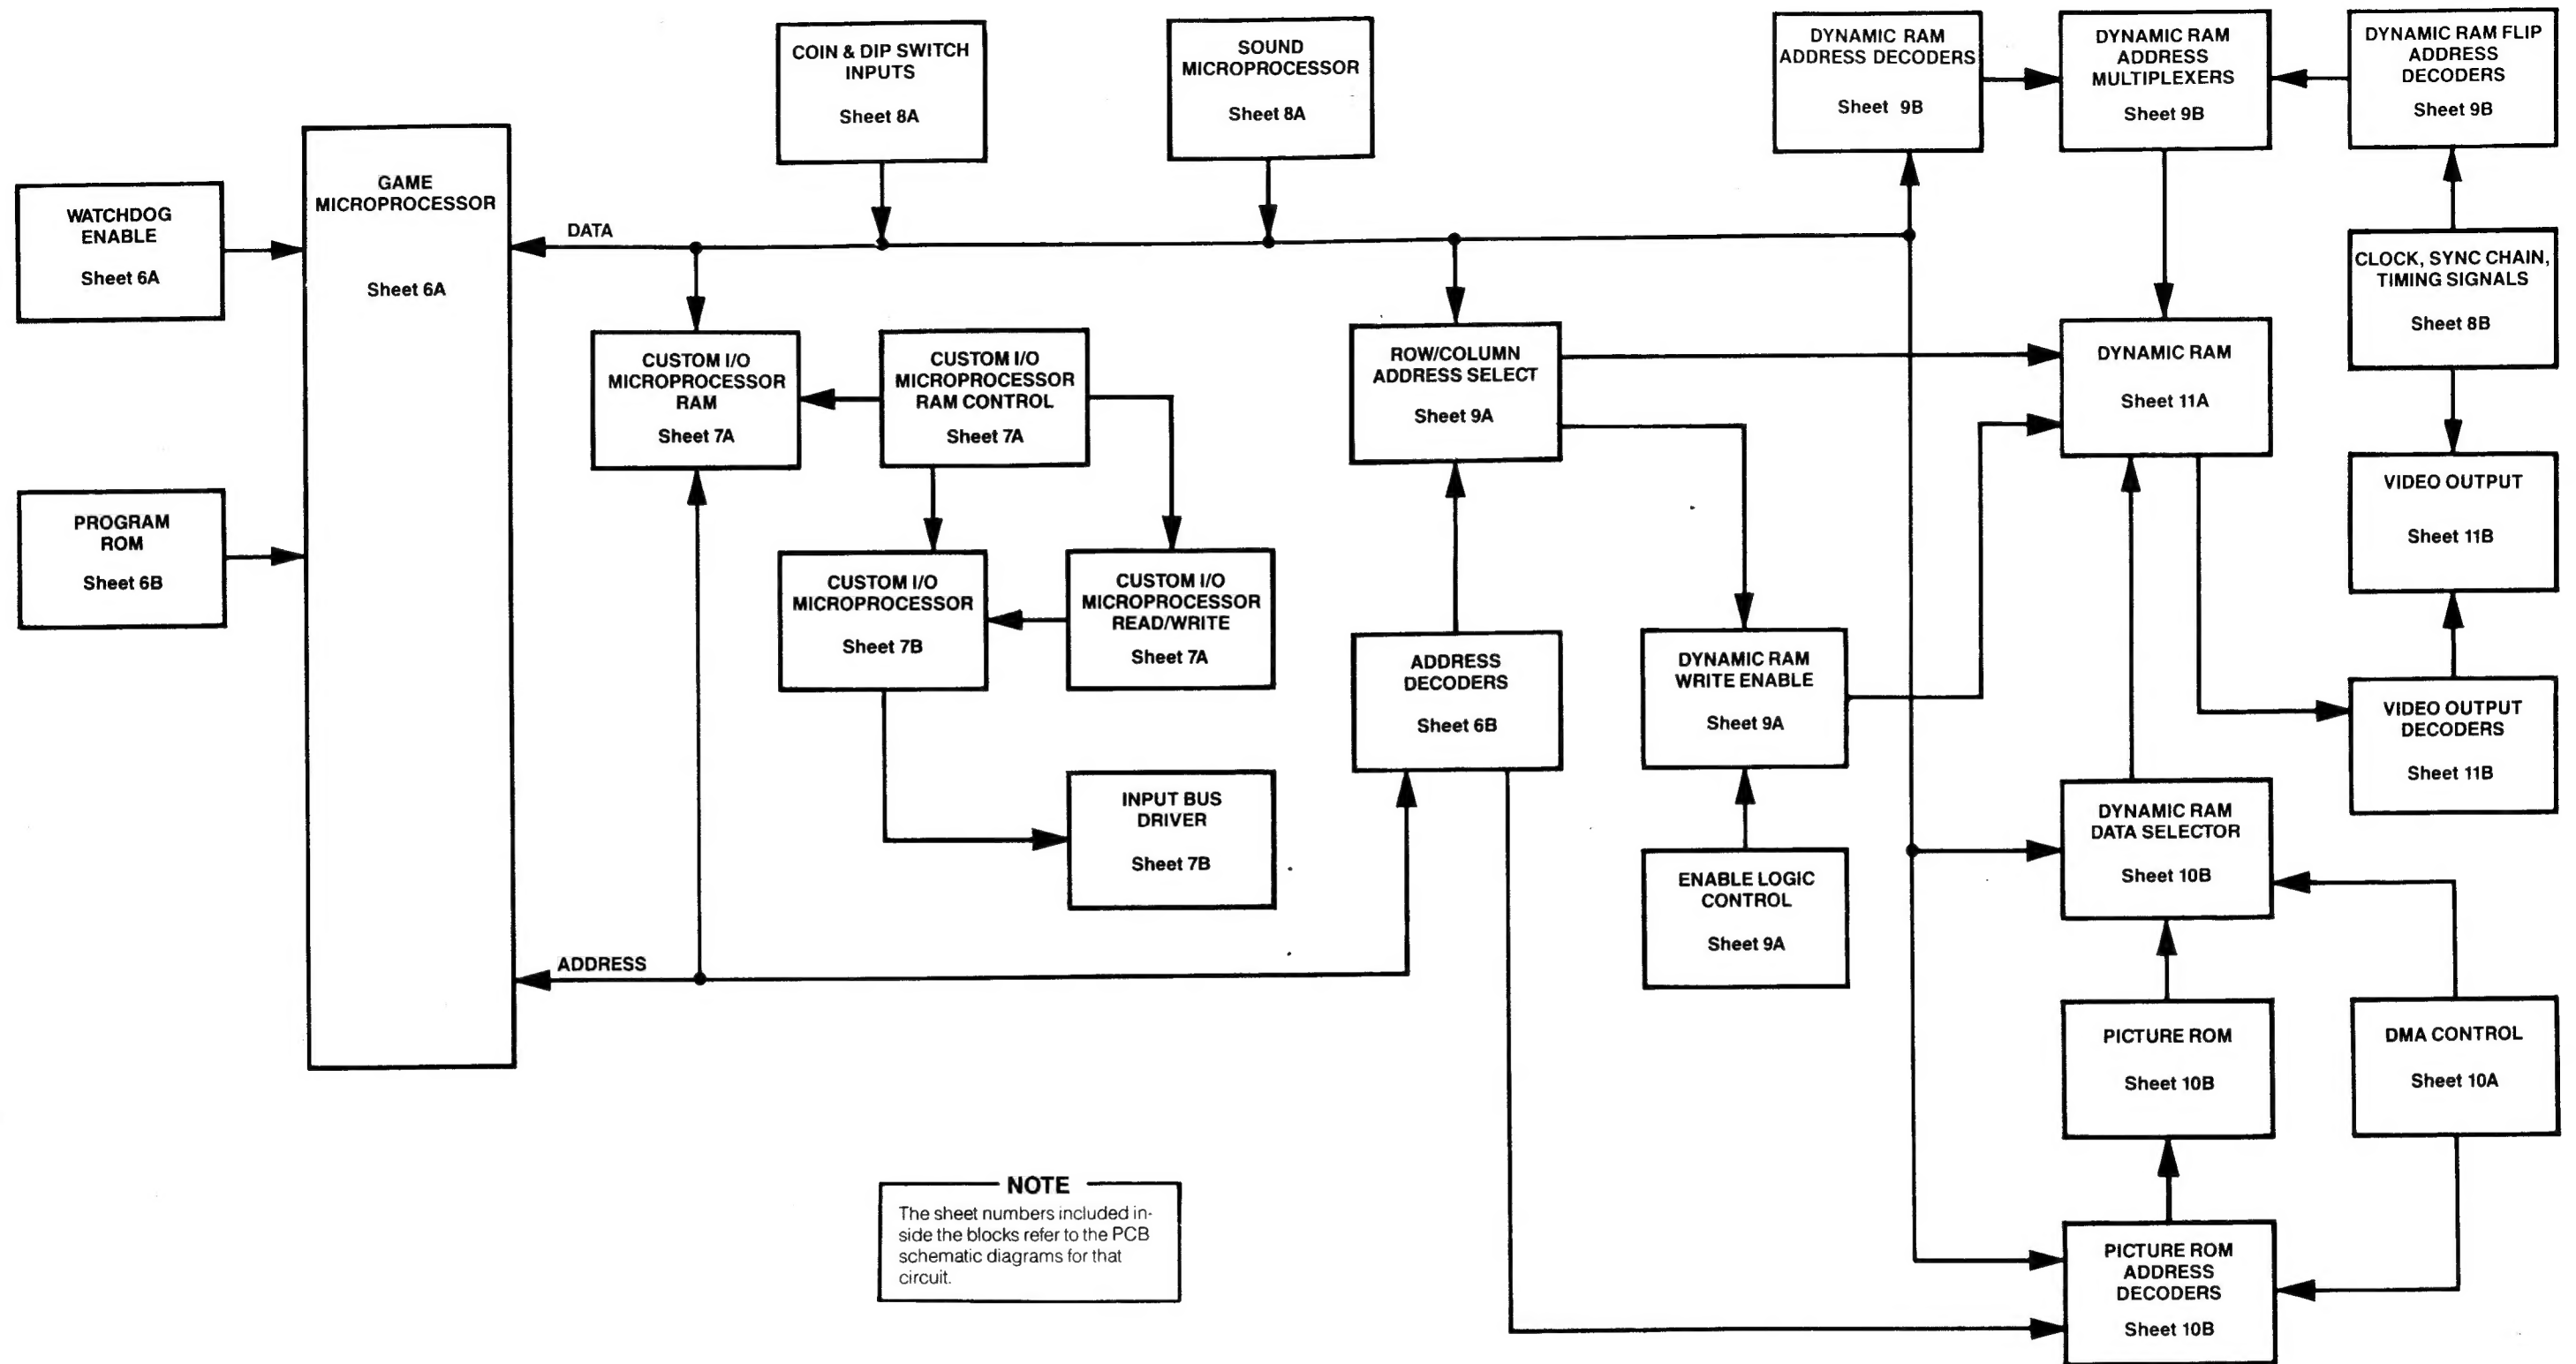 COIN & DIP SWITCH
INPUTS
Sheet 8A
SOUND
MICROPROCESSOR
Sheet 8A
DYNAMIC RAM
ADDRESS DECODERS
Sheet 9B
DYNAMIC RAM
ADDRESS
MULTIPLEXERS
Sheet 9B
DYNAMIC RAM FLIP
ADDRESS
DECODERS
Sheet 9B
WATCHDOG
ENABLE
Sheet 6A
GAME
MICROPROCESSOR
Sheet 6A
DATA
CLOCK, SYNC CHAIN,
TIMING SIGNALS
Sheet 8B
PROGRAM
ROM
Sheet 6B
CUSTOM I/O
MICROPROCESSOR
RAM
Sheet 7A
CUSTOM I/O
MICROPROCESSOR
RAM CONTROL
Sheet 7A
ROW/COLUMN
ADDRESS SELECT
Sheet 9A
DYNAMIC RAM
Sheet 11A
VIDEO OUTPUT
Sheet 11B
CUSTOM I/O
MICROPROCESSOR
Sheet 7B
CUSTOM I/O
MICROPROCESSOR
READ/WRITE
Sheet 7A
ADDRESS
DECODERS
Sheet 6B
DYNAMIC RAM
WRITE ENABLE
Sheet 9A
VIDEO OUTPUT
DECODERS
Sheet 11B
INPUT BUS
DRIVER
Sheet 7B
ENABLE LOGIC
CONTROL
Sheet 9A
DYNAMIC RAM
DATA SELECTOR
Sheet 10B
ADDRESS
PICTURE ROM
Sheet 10B
DMA CONTROL
Sheet 10A
NOTE
The sheet numbers included in-
side the blocks refer to the PCB
schematic diagrams for that
circuit.
PICTURE ROM
ADDRESS
DECODERS
Sheet 10B